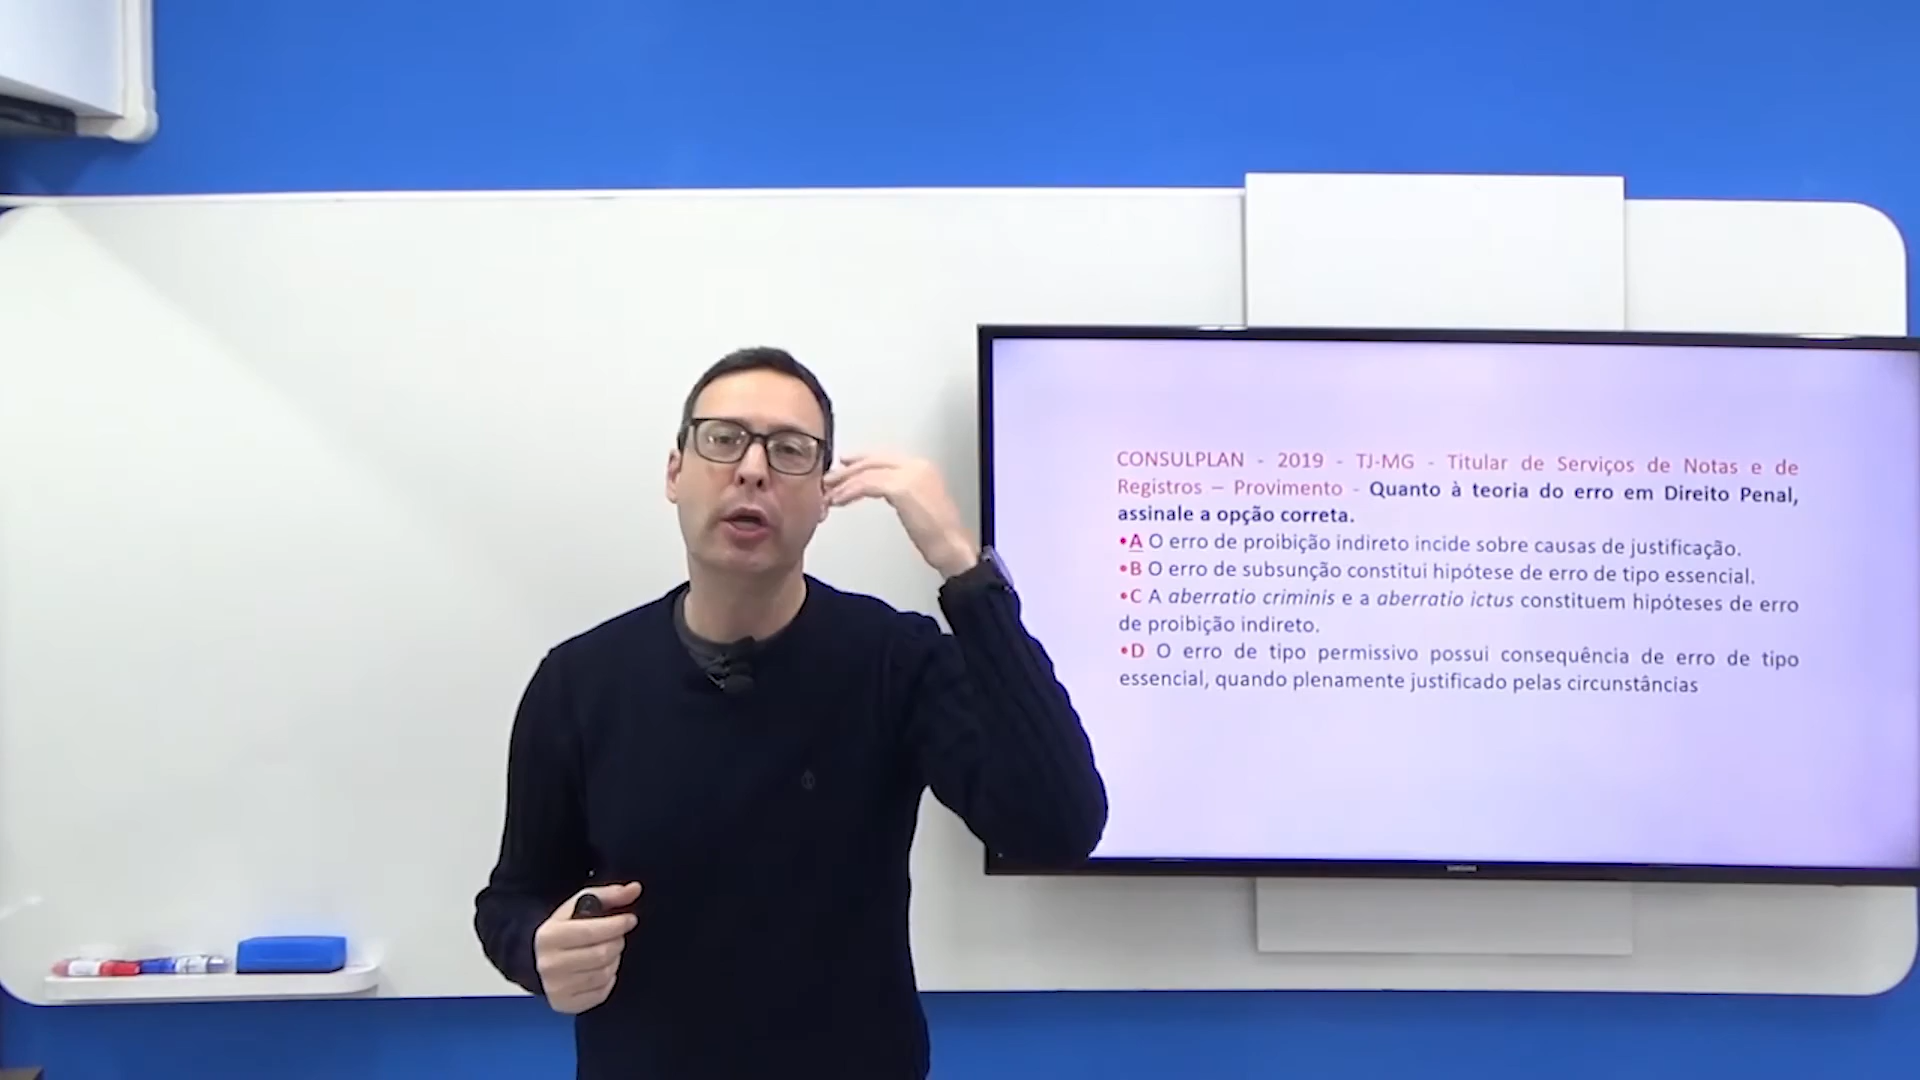 CONSULPLAN - 2019 - TJ-MG - Titular de Serviços de Notas e de
Registros – Provimento - Quanto à teoria do erro em Direito Penal,
assinale a opção correta.
•A O erro de proibição indireto incide sobre causas de justificação.
•B O erro de subsunção constitui hipótese de erro de tipo essencial.
•C A aberratio criminis e a aberratio ictus constituem hipóteses de erro
de proibição indireto.
•D O erro de tipo permissivo possui consequência de erro de tipo
essencial, quando plenamente justificado pelas circunstâncias
SAMSUNG